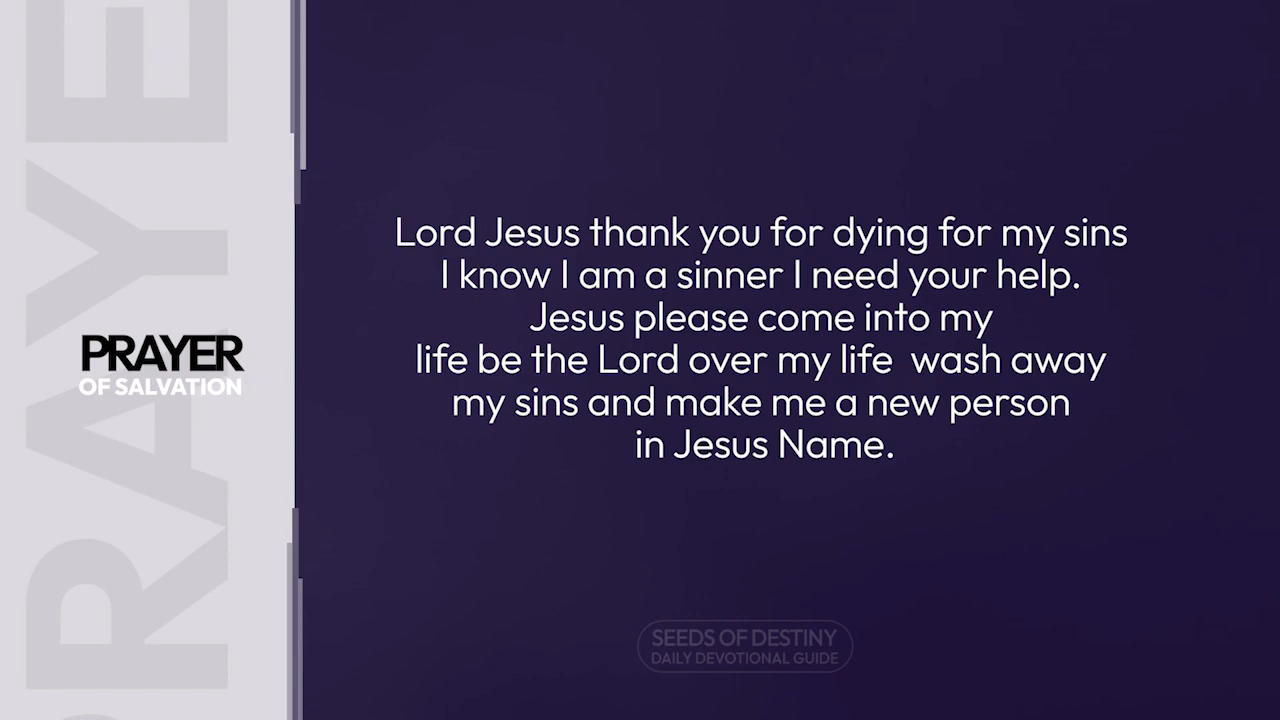 PRAYER
PRAYER
OF SALVATION
Lord Jesus thank you for dying for my sins
I know I am a sinner I need your help.
Jesus please come into my
life be the Lord over my life  wash away
my sins and make me a new person
in Jesus Name.
SEEDS OF DESTINY
DAILY DEVOTIONAL GUIDE